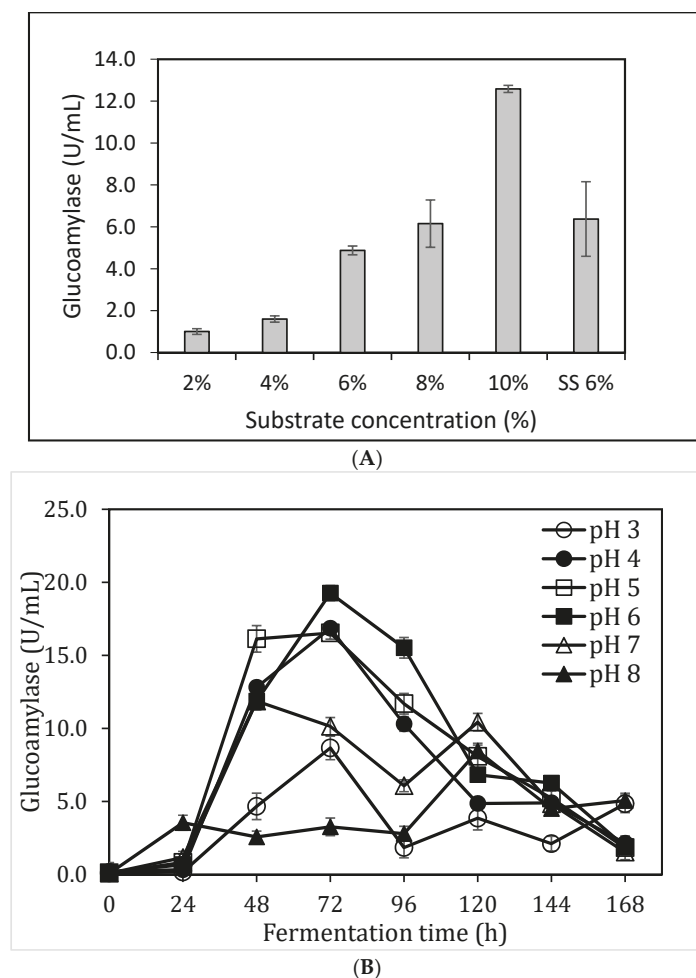 14.0
12.0
10.0
8.0
6.0
4.0
2.0
0.0
Glucoamylase (U/mL)
2% 4% 6% 8% 10% SS 6%
Substrate concentration (%)
(A)
25.0
20.0
15.0
10.0
5.0
0.0
Glucoamylase (U/mL)
pH 3
pH 4
pH 5
pH 6
pH 7
pH 8
0 24 48 72 96 120 144 168
Fermentation time (h)
(B)